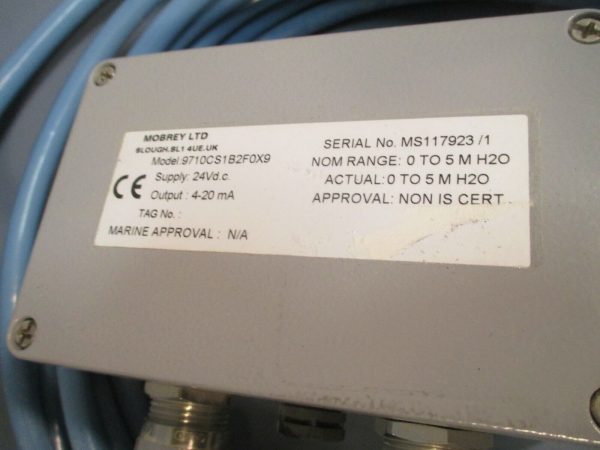 MOBREY LTD
SLOUGH.SL1 4UE.UK
Model:9710CS1B2F0X9
Supply: 24Vd.c.
CE
Output : 4-20 mA
TAG No. :
MARINE APPROVAL : N/A
SERIAL No. MS117923 /1
NOM RANGE: 0 TO 5 M H2O
ACTUAL: 0 TO 5 M H2O
APPROVAL: NON IS CERT